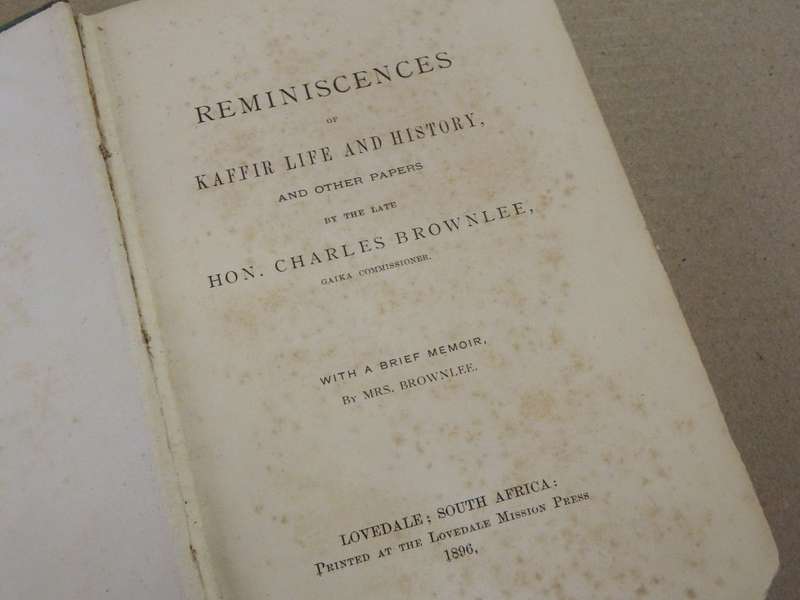 REMINISCENCES
OF
KAFFIR LIFE AND HISTORY,
AND OTHER PAPERS
BY THE LATE
HON. CHARLES BROWNLEE,
GAIKA COMMISSIONER.
WITH A BRIEF MEMOIR,
BY MRS. BROWNLEE.
LOVEDALE; SOUTH AFRICA:
PRINTED AT THE LOVEDALE MISSION PRESS
1896,